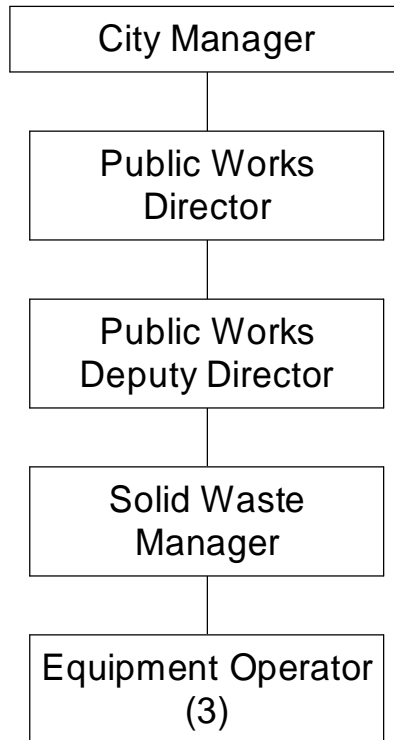 City Manager
Public Works
Director
Public Works
Deputy Director
Solid Waste
Manager
Equipment Operator
(3)